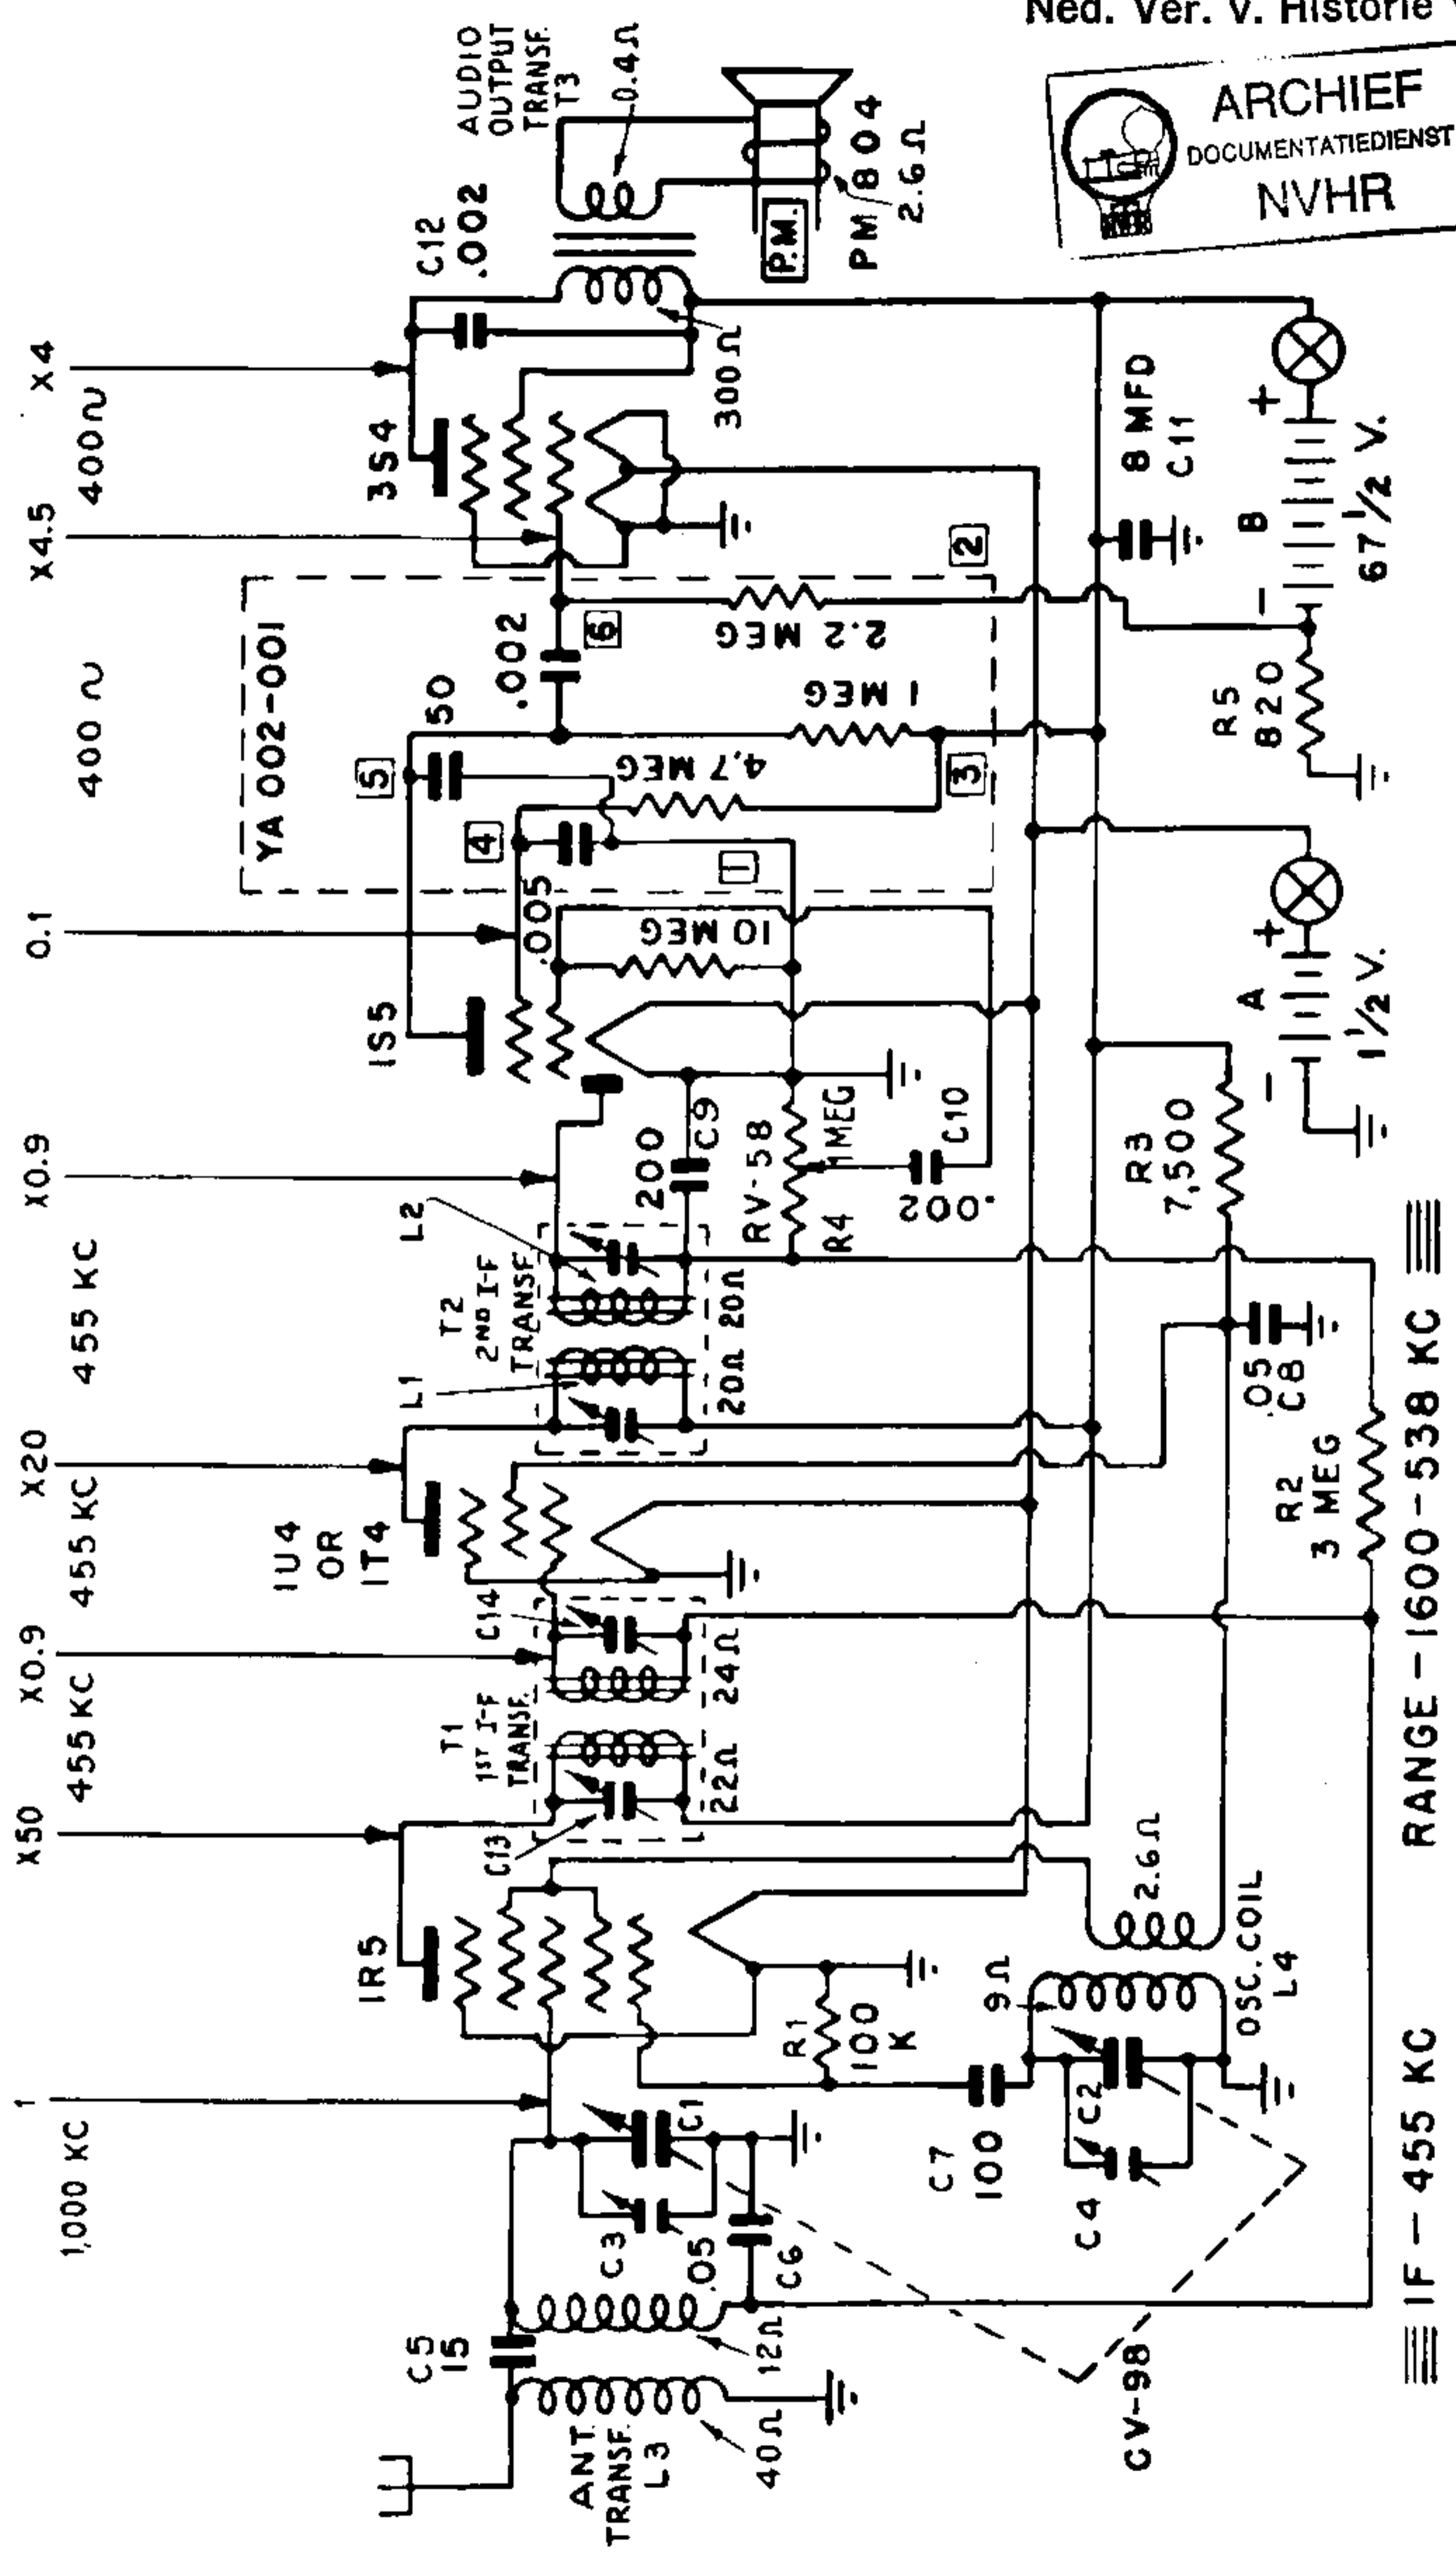 Ned. Ver. v. Historie
ARCHIEF
DOCUMENTATIEDIENST
NVHR
1
1,000 KC
X50
X0.9
455 KC
X20
455 KC
X0.9
455 KC
0.1
400 ~
X4.5
X4
400 ~
ANT.
TRANSF.
L3
40Ω
C5
15
12Ω
C3
.05
C6
C1
CV-98
1R5
R1
100
K
C7
100
C4
C2
9Ω
OSC. COIL
L4
2.6Ω
C13
T1
1ST I-F
TRANSF.
22Ω
24Ω
C14
1U4
OR
1T4
L1
T2
2ND I-F
TRANSF.
L2
20Ω
20Ω
200
C9
RV-58
1MEG
R4
.002
C10
1S5
10 MEG
.005
YA 002-001
4
5
50
1
4.7 MEG
3
1 MEG
.002
6
2.2 MEG
2
3S4
C12
.002
300Ω
AUDIO
OUTPUT
TRANSF.
T3
0.4Ω
P.M.
PM 804
2.6Ω
R2
3 MEG
.05
C8
R3
7,500
A
- +
1 1/2 V.
R5
820
B
- +
67 1/2 V.
8 MFD
C11
IF - 455 KC
RANGE - 1600 - 538 KC